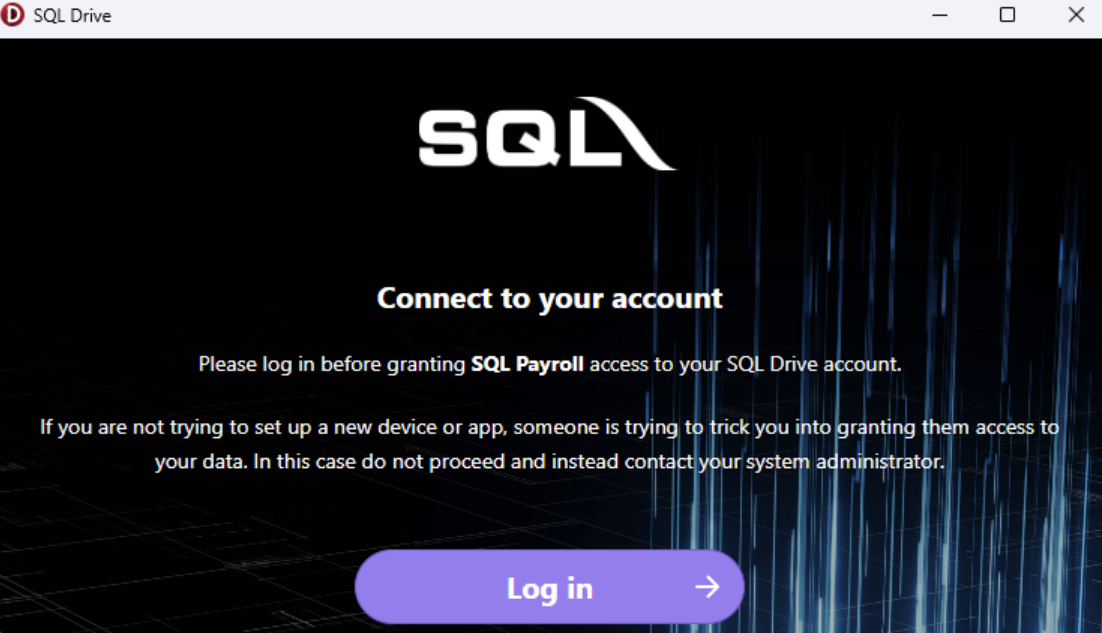 SQL Drive
SQL
Connect to your account
Please log in before granting SQL Payroll access to your SQL Drive account.
If you are not trying to set up a new device or app, someone is trying to trick you into granting them access to
your data. In this case do not proceed and instead contact your system administrator.
Log in